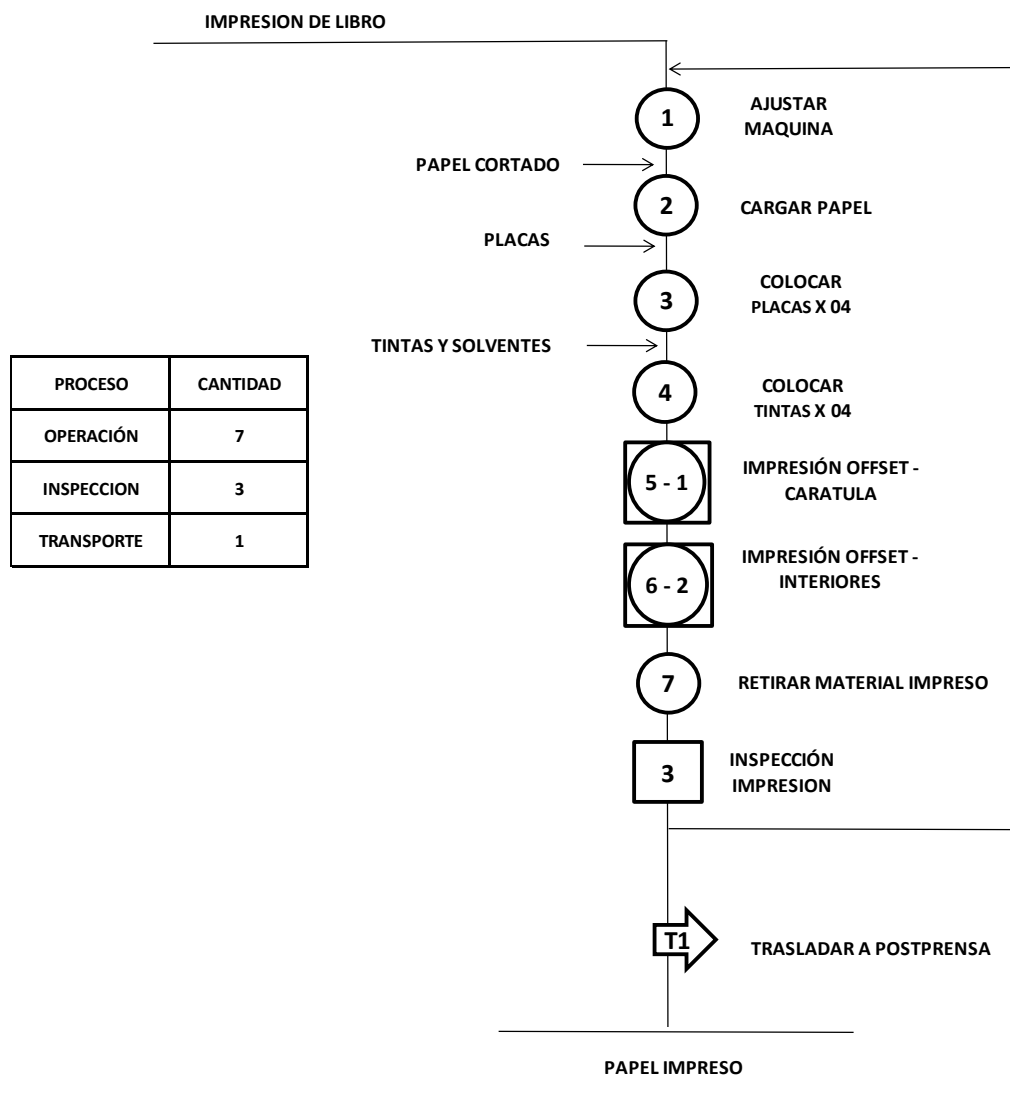 IMPRESION DE LIBRO
1
AJUSTAR
MAQUINA
PAPEL CORTADO
2
CARGAR PAPEL
PLACAS
3
COLOCAR
PLACAS X 04
TINTAS Y SOLVENTES
4
COLOCAR
TINTAS X 04
PROCESO CANTIDAD
OPERACIÓN 7
INSPECCION 3
TRANSPORTE 1
5 - 1
IMPRESIÓN OFFSET -
CARATULA
6 - 2
IMPRESIÓN OFFSET -
INTERIORES
7
RETIRAR MATERIAL IMPRESO
3
INSPECCIÓN
IMPRESION
T1
TRASLADAR A POSTPRENSA
PAPEL IMPRESO